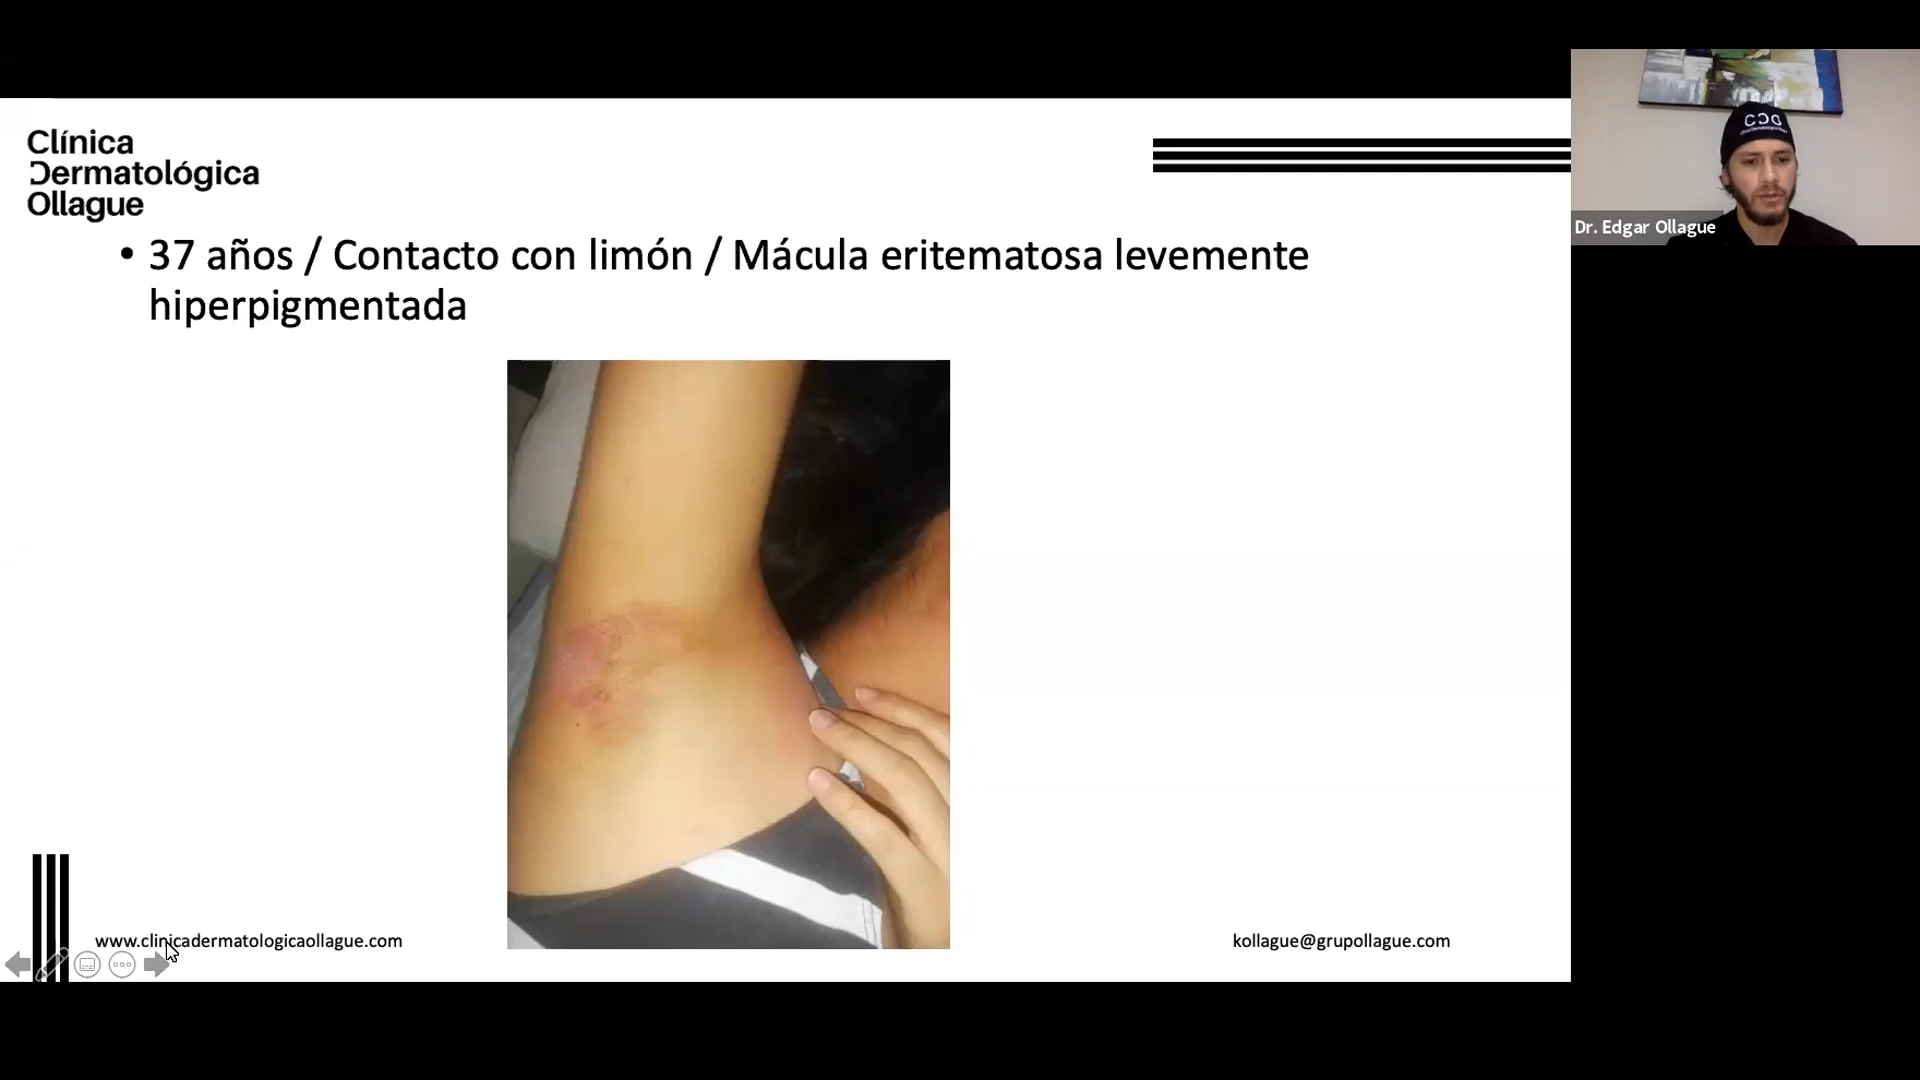 Clínica
Dermatológica
Ollague
• 37 años / Contacto con limón / Mácula eritematosa levemente
hiperpigmentada
Dr. Edgar Ollague
www.clinicadermatologicaollague.com
kollague@grupollague.com